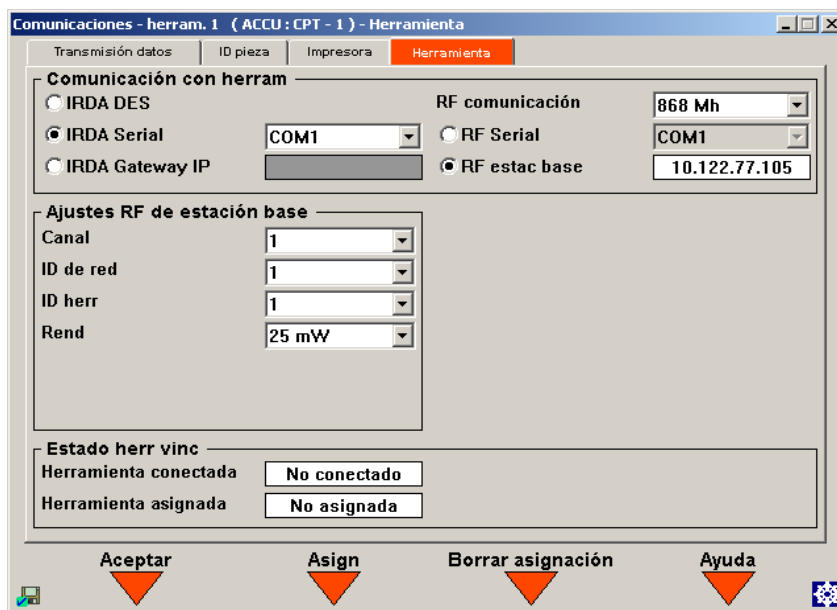 Comunicaciones - herram. 1 ( ACCU : CPT - 1 ) - Herramienta
Transmisión datos
ID pieza
Impresora
Herramienta
Comunicación con herram
IRDA DES
RF comunicación
868 Mh
IRDA Serial
COM1
RF Serial
COM1
IRDA Gateway IP
RF estac base
10.122.77.105
Ajustes RF de estación base
Canal
1
ID de red
1
ID herr
1
Rend
25 mW
Estado herr vinc
Herramienta conectada
No conectado
Herramienta asignada
No asignada
Aceptar
Asign
Borrar asignación
Ayuda